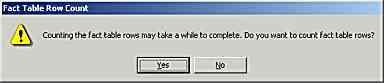 Fact Table Row Count
Counting the fact table rows may take a while to complete. Do you want to count fact table rows?
Yes No